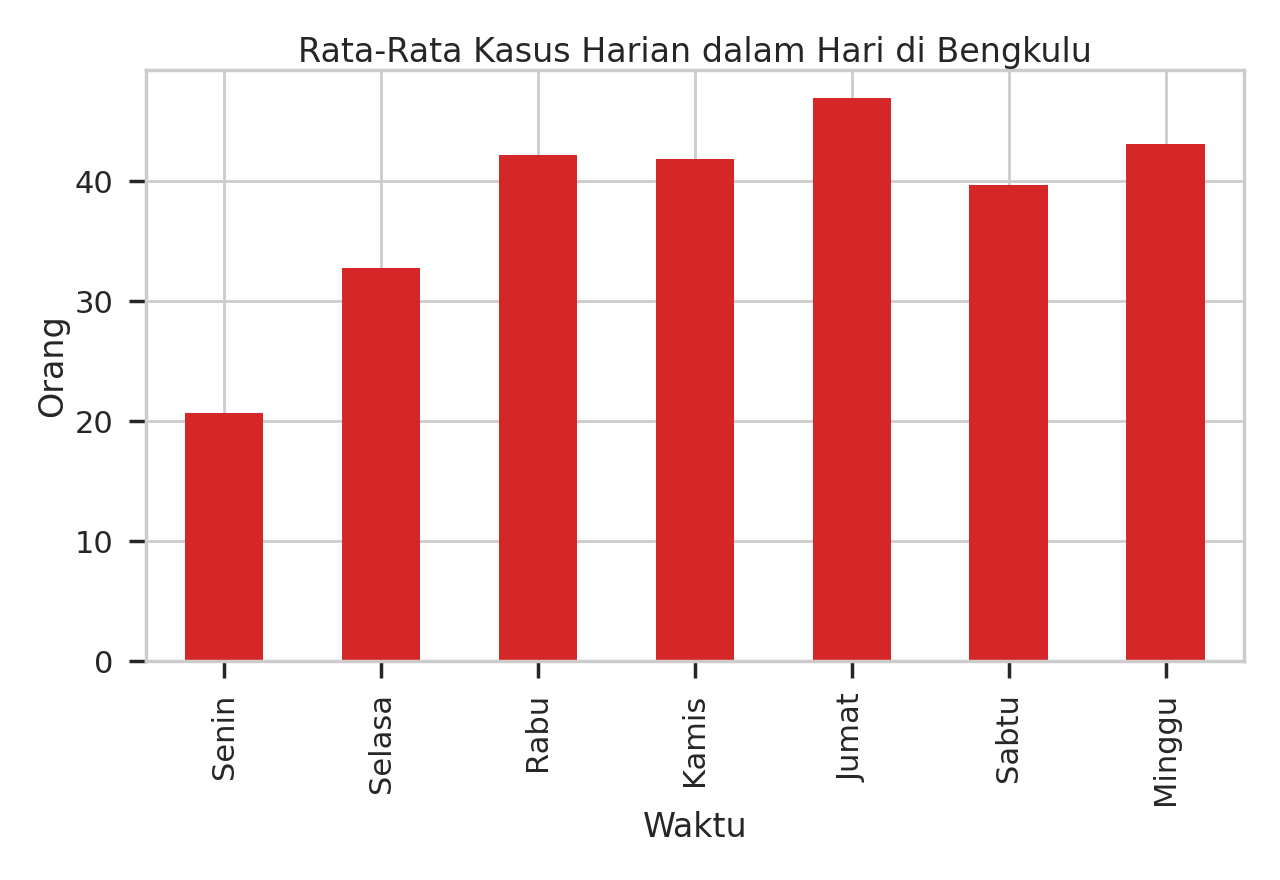 Rata-Rata Kasus Harian dalam Hari di Bengkulu
Orang
40
30
20
10
0
Senin
Selasa
Rabu
Kamis
Jumat
Sabtu
Minggu
Waktu